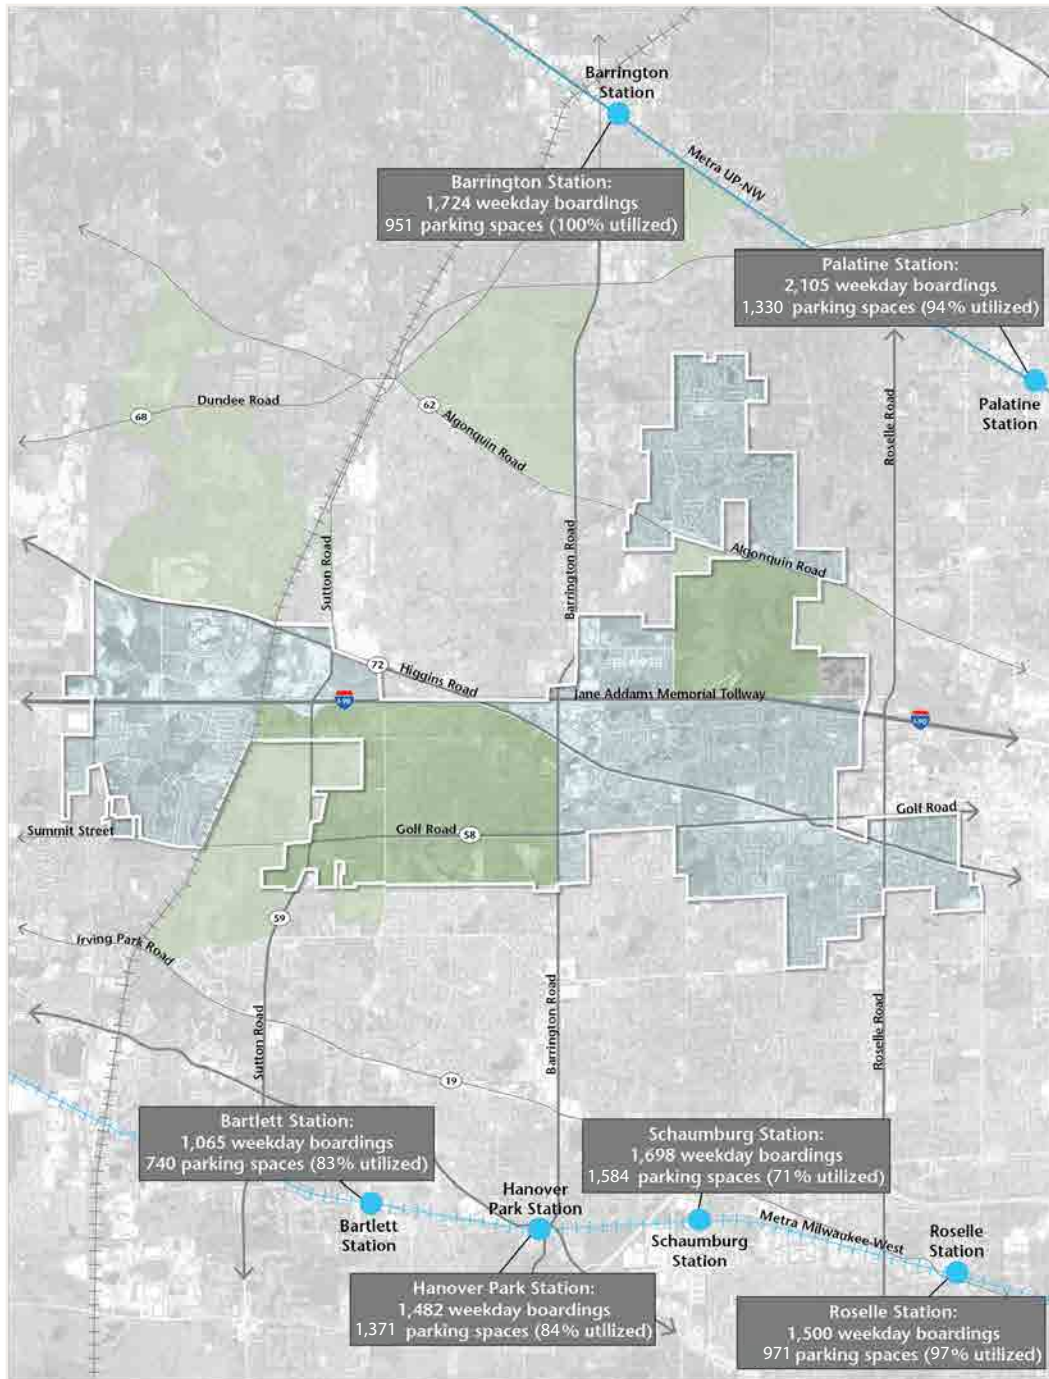 Barrington
Station
Metra UP-NW
Barrington Station:
1,724 weekday boardings
951 parking spaces (100% utilized)
Palatine Station:
2,105 weekday boardings
1,330 parking spaces (94% utilized)
Palatine
Station
Roselle Road
Dundee Road
68
62
Algonquin Road
Sutton Road
Barrington Road
Algonquin Road
72
Higgins Road
Jane Addams Memorial Tollway
I-90
I-90
Summit Street
Golf Road
58
Golf Road
59
Irving Park Road
Sutton Road
Barrington Road
Roselle Road
19
Bartlett Station:
1,065 weekday boardings
740 parking spaces (83% utilized)
Schaumburg Station:
1,698 weekday boardings
1,584 parking spaces (71% utilized)
Hanover
Park Station
Bartlett
Station
Schaumburg
Station
Metra Milwaukee-West
Roselle
Station
Hanover Park Station:
1,482 weekday boardings
1,371 parking spaces (84% utilized)
Roselle Station:
1,500 weekday boardings
971 parking spaces (97% utilized)